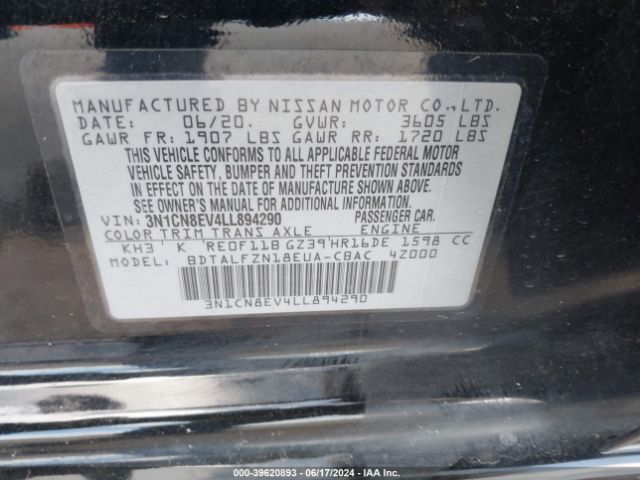 MANUFACTURED BY NISSAN MOTOR CO.,LTD.
DATE: 06/20. GVWR: 3605 LBS
GAWR FR: 1907 LBS GAWR RR: 1720 LBS
THIS VEHICLE CONFORMS TO ALL APPLICABLE FEDERAL MOTOR
VEHICLE SAFETY, BUMPER AND THEFT PREVENTION STANDARDS
IN EFFECT ON THE DATE OF MANUFACTURE SHOWN ABOVE.
SEE OWNER'S MANUAL FOR ADDITIONAL INFORMATION.
VIN: 3N1CN8EV4LL894290 PASSENGER CAR.
COLOR TRIM TRANS AXLE ENGINE
KH3 K RE0F11B GZ39 HR16DE 1598 CC
MODEL: BDTALFZN18EUA-CBAC 4Z000
3N1CN8EV4LL894290
000-39620893 - 06/17/2024 - IAA Inc.